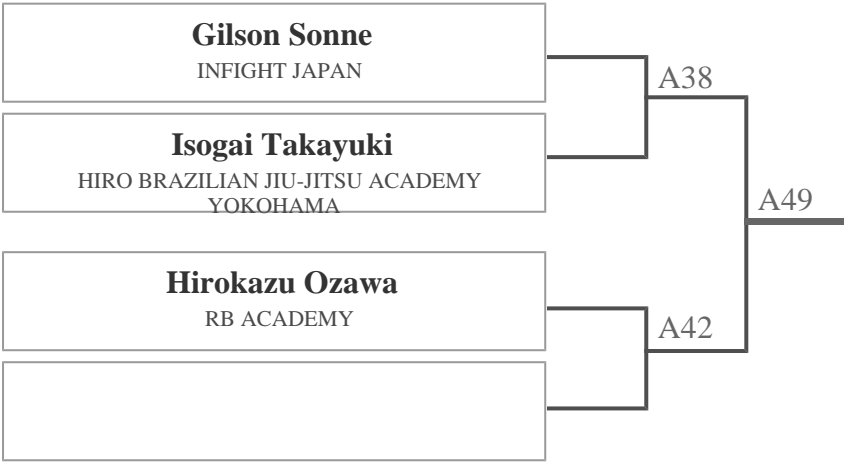 Gilson Sonne
INFIGHT JAPAN
A38
Isogai Takayuki
HIRO BRAZILIAN JIU-JITSU ACADEMY
YOKOHAMA
A49
Hirokazu Ozawa
RB ACADEMY
A42